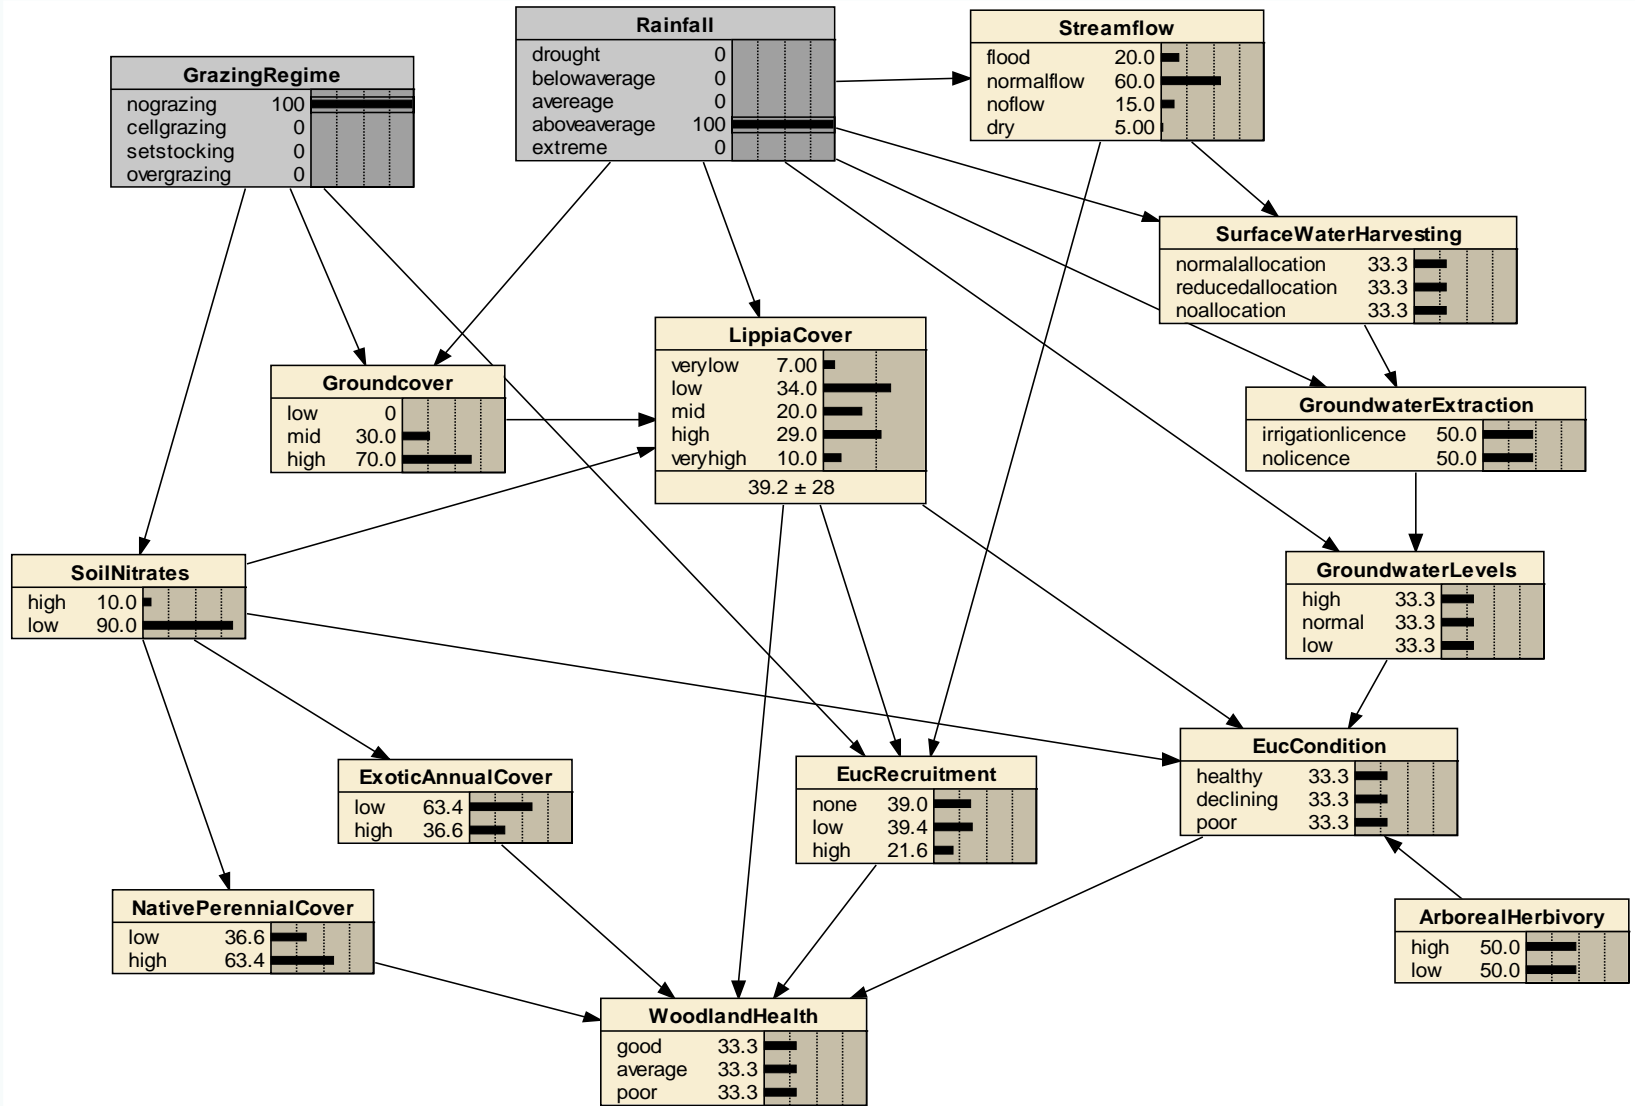 GrazingRegime
nograzing 100
cellgrazing 0
setstocking 0
overgrazing 0
Rainfall
drought 0
belowaverage 0
avereage 0
aboveaverage 100
extreme 0
Streamflow
flood 20.0
normalflow 60.0
noflow 15.0
dry 5.00
SurfaceWaterHarvesting
normalallocation 33.3
reducedallocation 33.3
noallocation 33.3
Groundcover
low 0
mid 30.0
high 70.0
LippiaCover
verylow 7.00
low 34.0
mid 20.0
high 29.0
veryhigh 10.0
39.2 ± 28
GroundwaterExtraction
irrigationlicence 50.0
nolicence 50.0
SoilNitrates
high 10.0
low 90.0
GroundwaterLevels
high 33.3
normal 33.3
low 33.3
ExoticAnnualCover
low 63.4
high 36.6
EucRecruitment
none 39.0
low 39.4
high 21.6
EucCondition
healthy 33.3
declining 33.3
poor 33.3
NativePerennialCover
low 36.6
high 63.4
ArborealHerbivory
high 50.0
low 50.0
WoodlandHealth
good 33.3
average 33.3
poor 33.3